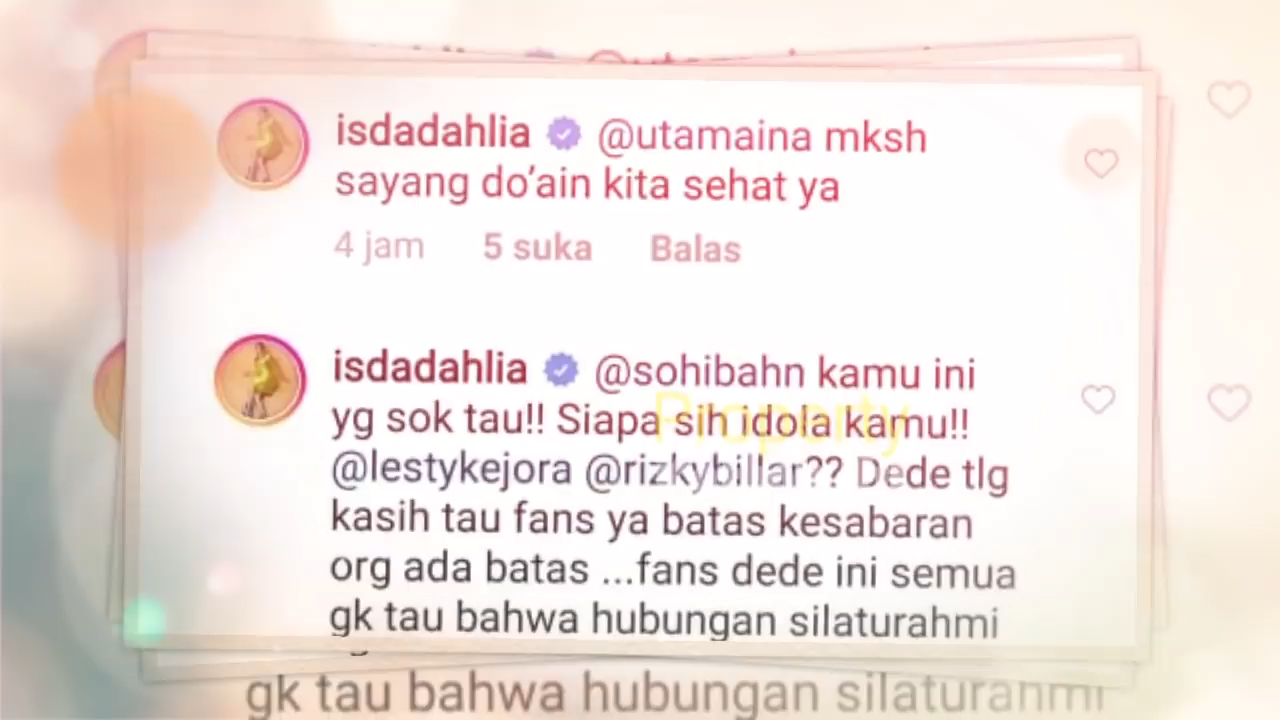 isdadahlia @utamaina mksh
sayang do’ain kita sehat ya
4 jam 5 suka Balas
isdadahlia @sohibahn kamu ini
yg sok tau!! Siapa sih idola kamu!!
Property
@lestykejora @rizkybillar?? Dede tlg
kasih tau fans ya batas kesabaran
org ada batas ...fans dede ini semua
gk tau bahwa hubungan silaturahmi
gk tau bahwa hubungan silaturahmi